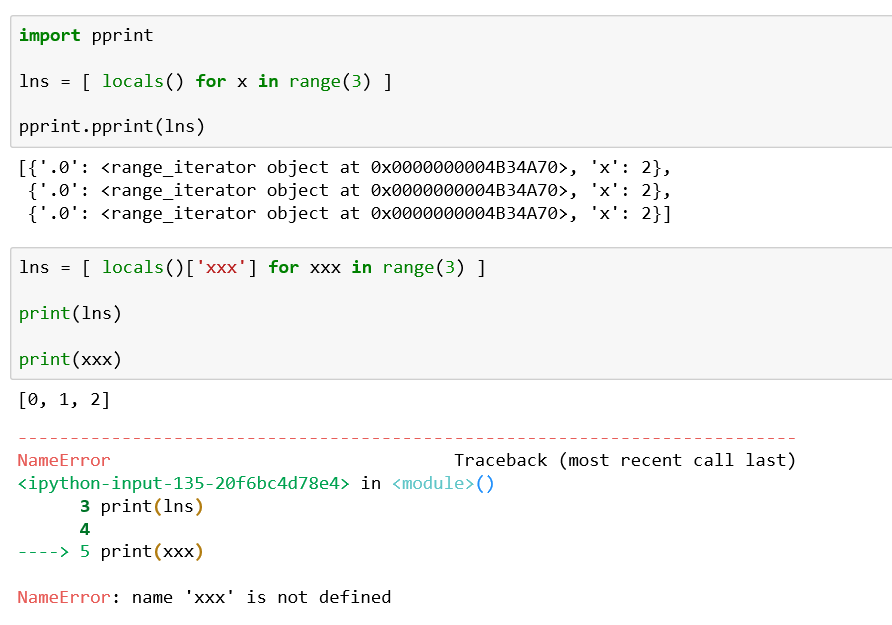 import pprint
lns = [ locals() for x in range(3) ]
pprint.pprint(lns)
[{'.0': <range_iterator object at 0x0000000004B34A70>, 'x': 2},
{'.0': <range_iterator object at 0x0000000004B34A70>, 'x': 2},
{'.0': <range_iterator object at 0x0000000004B34A70>, 'x': 2}]
lns = [ locals()['xxx'] for xxx in range(3) ]
print(lns)
print(xxx)
[0, 1, 2]
---------------------------------------------------------------------------
NameError Traceback (most recent call last)
<ipython-input-135-20f6bc4d78e4> in <module>()
3 print(lns)
4
----> 5 print(xxx)
NameError: name 'xxx' is not defined